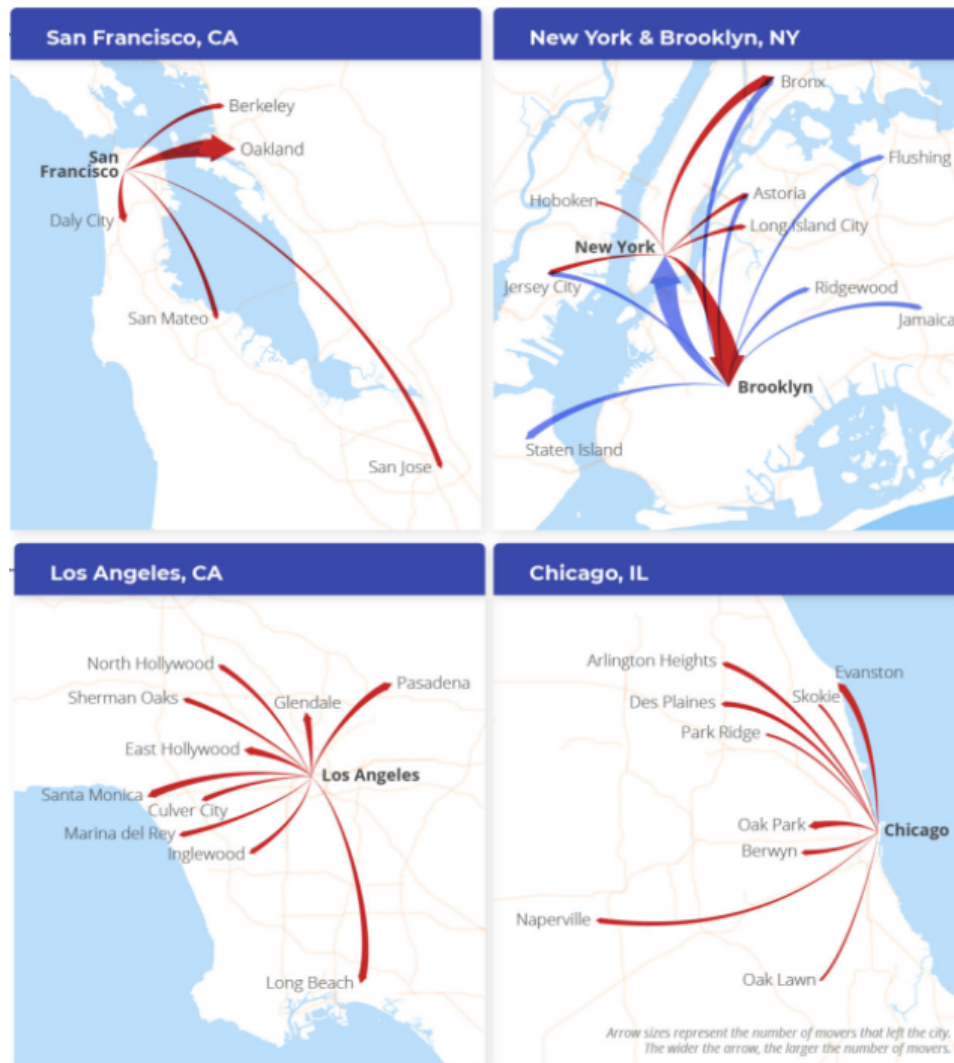 San Francisco, CA
Berkeley
Oakland
San
Francisco
Daly City
San Mateo
San Jose
New York & Brooklyn, NY
Bronx
Flushing
Hoboken
Astoria
Long Island City
New York
Jersey City
Ridgewood
Jamaica
Brooklyn
Staten Island
Los Angeles, CA
North Hollywood
Pasadena
Sherman Oaks
Glendale
East Hollywood
Los Angeles
Santa Monica
Culver City
Marina del Rey
Inglewood
Long Beach
Chicago, IL
Arlington Heights
Evanston
Skokie
Des Plaines
Park Ridge
Oak Park
Chicago
Berwyn
Naperville
Oak Lawn
Arrow sizes represent the number of movers that left the city.
The wider the arrow, the larger the number of movers.